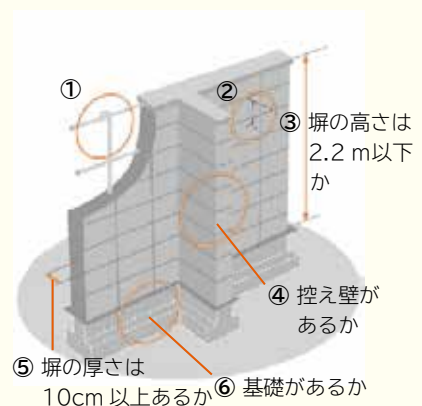 ①
②
③ 塀の高さは
2.2 m以下
か
④ 控え壁が
あるか
⑤ 塀の厚さは
10cm 以上あるか
⑥ 基礎があるか